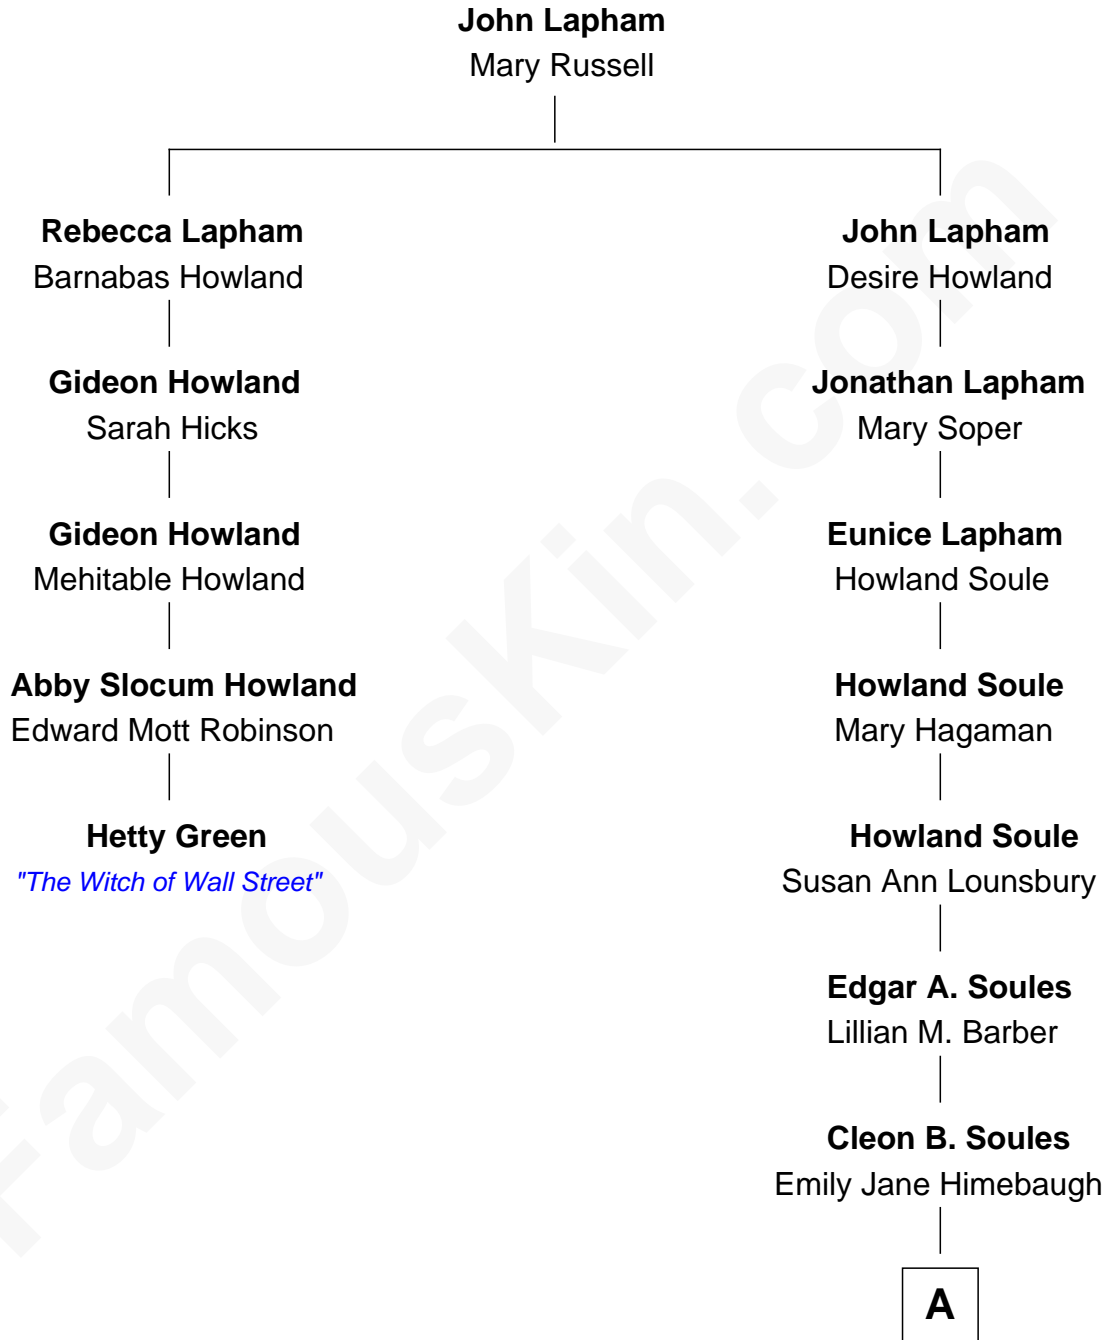 John Lapham
Mary Russell
Rebecca Lapham
Barnabas Howland
Gideon Howland
Sarah Hicks
Gideon Howland
Mehitable Howland
Abby Slocum Howland
Edward Mott Robinson
Hetty Green
"The Witch of Wall Street"
John Lapham
Desire Howland
Jonathan Lapham
Mary Soper
Eunice Lapham
Howland Soule
Howland Soule
Mary Hagaman
Howland Soule
Susan Ann Lounsbury
Edgar A. Soules
Lillian M. Barber
Cleon B. Soules
Emily Jane Himebaugh
A
FamousKin.com